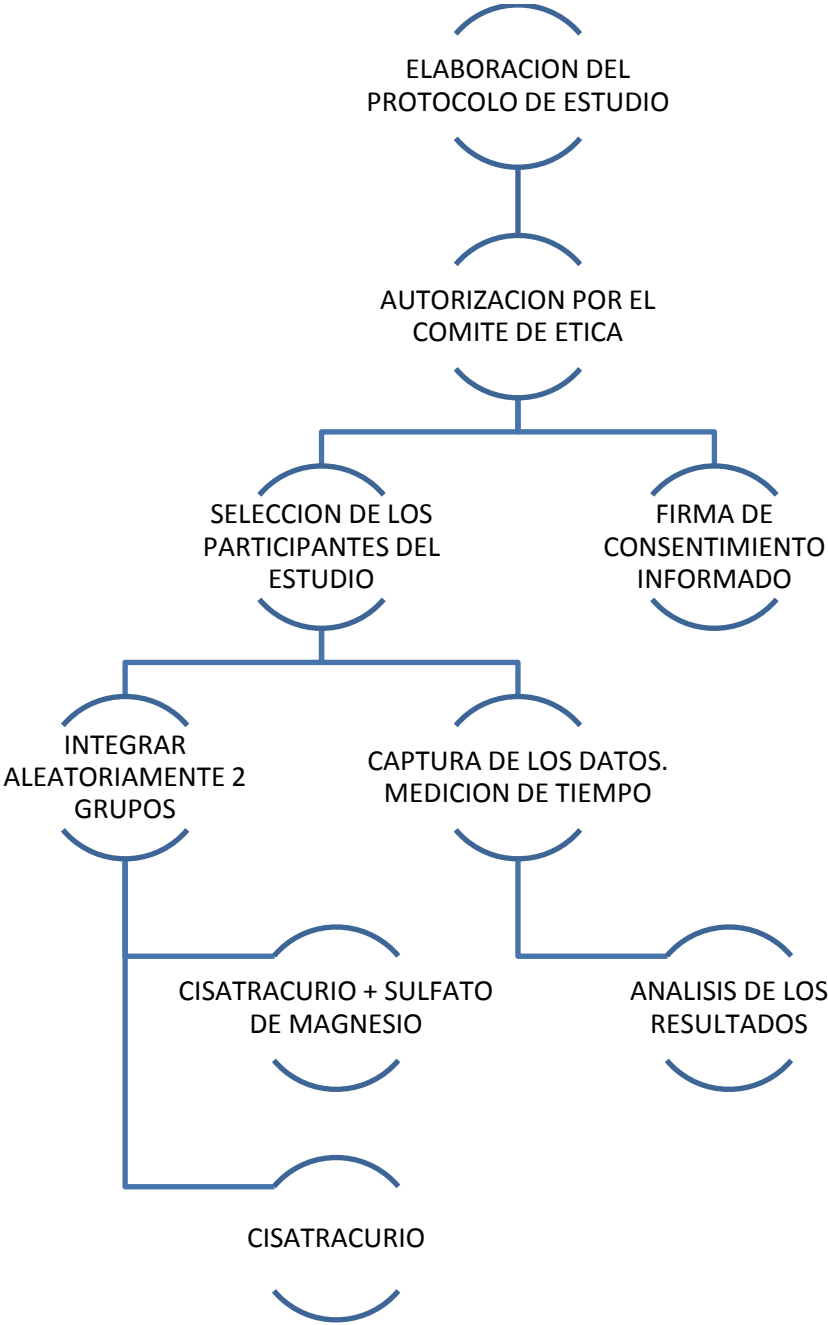 ELABORACION DEL
PROTOCOLO DE ESTUDIO
AUTORIZACION POR EL
COMITE DE ETICA
SELECCION DE LOS
PARTICIPANTES DEL
ESTUDIO
FIRMA DE
CONSENTIMIENTO
INFORMADO
INTEGRAR
ALEATORIAMENTE 2
GRUPOS
CAPTURA DE LOS DATOS.
MEDICION DE TIEMPO
CISATRACURIO + SULFATO
DE MAGNESIO
ANALISIS DE LOS
RESULTADOS
CISATRACURIO